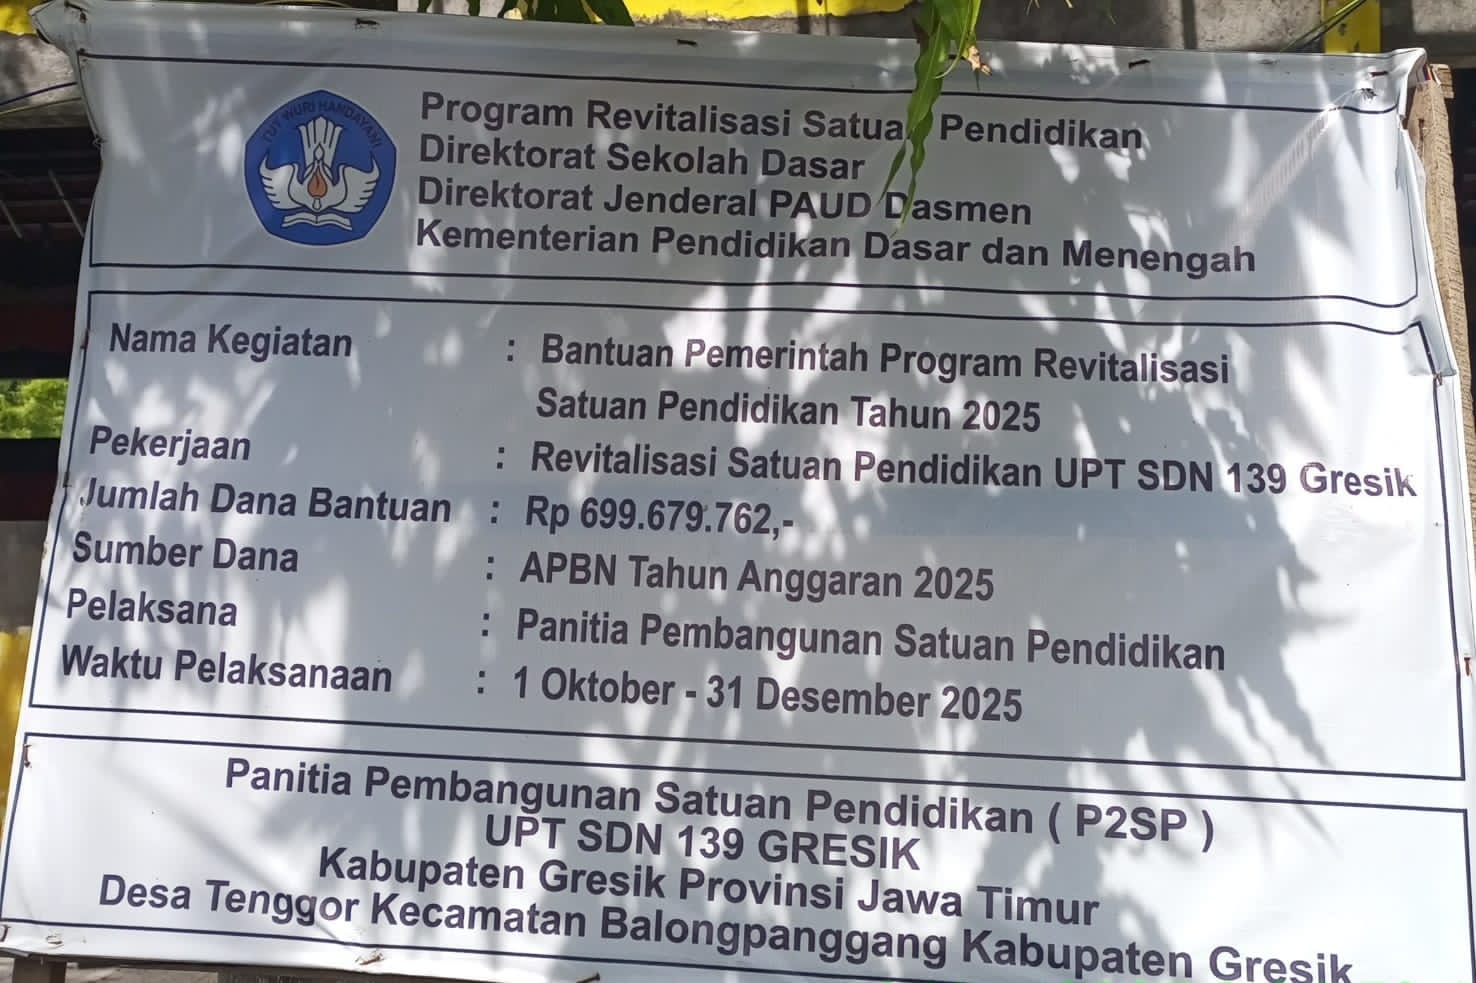 TUT WURI HANDAYANI
Program Revitalisasi Satuan Pendidikan
Direktorat Sekolah Dasar
Direktorat Jenderal PAUD Dasmen
Kementerian Pendidikan Dasar dan Menengah
Nama Kegiatan : Bantuan Pemerintah Program Revitalisasi
Satuan Pendidikan Tahun 2025
Pekerjaan : Revitalisasi Satuan Pendidikan UPT SDN 139 Gresik
Jumlah Dana Bantuan : Rp 699.679.762,-
Sumber Dana : APBN Tahun Anggaran 2025
Pelaksana : Panitia Pembangunan Satuan Pendidikan
Waktu Pelaksanaan : 1 Oktober - 31 Desember 2025
Panitia Pembangunan Satuan Pendidikan ( P2SP )
UPT SDN 139 GRESIK
Kabupaten Gresik Provinsi Jawa Timur
Desa Tenggor Kecamatan Balongpanggang Kabupaten Gresik